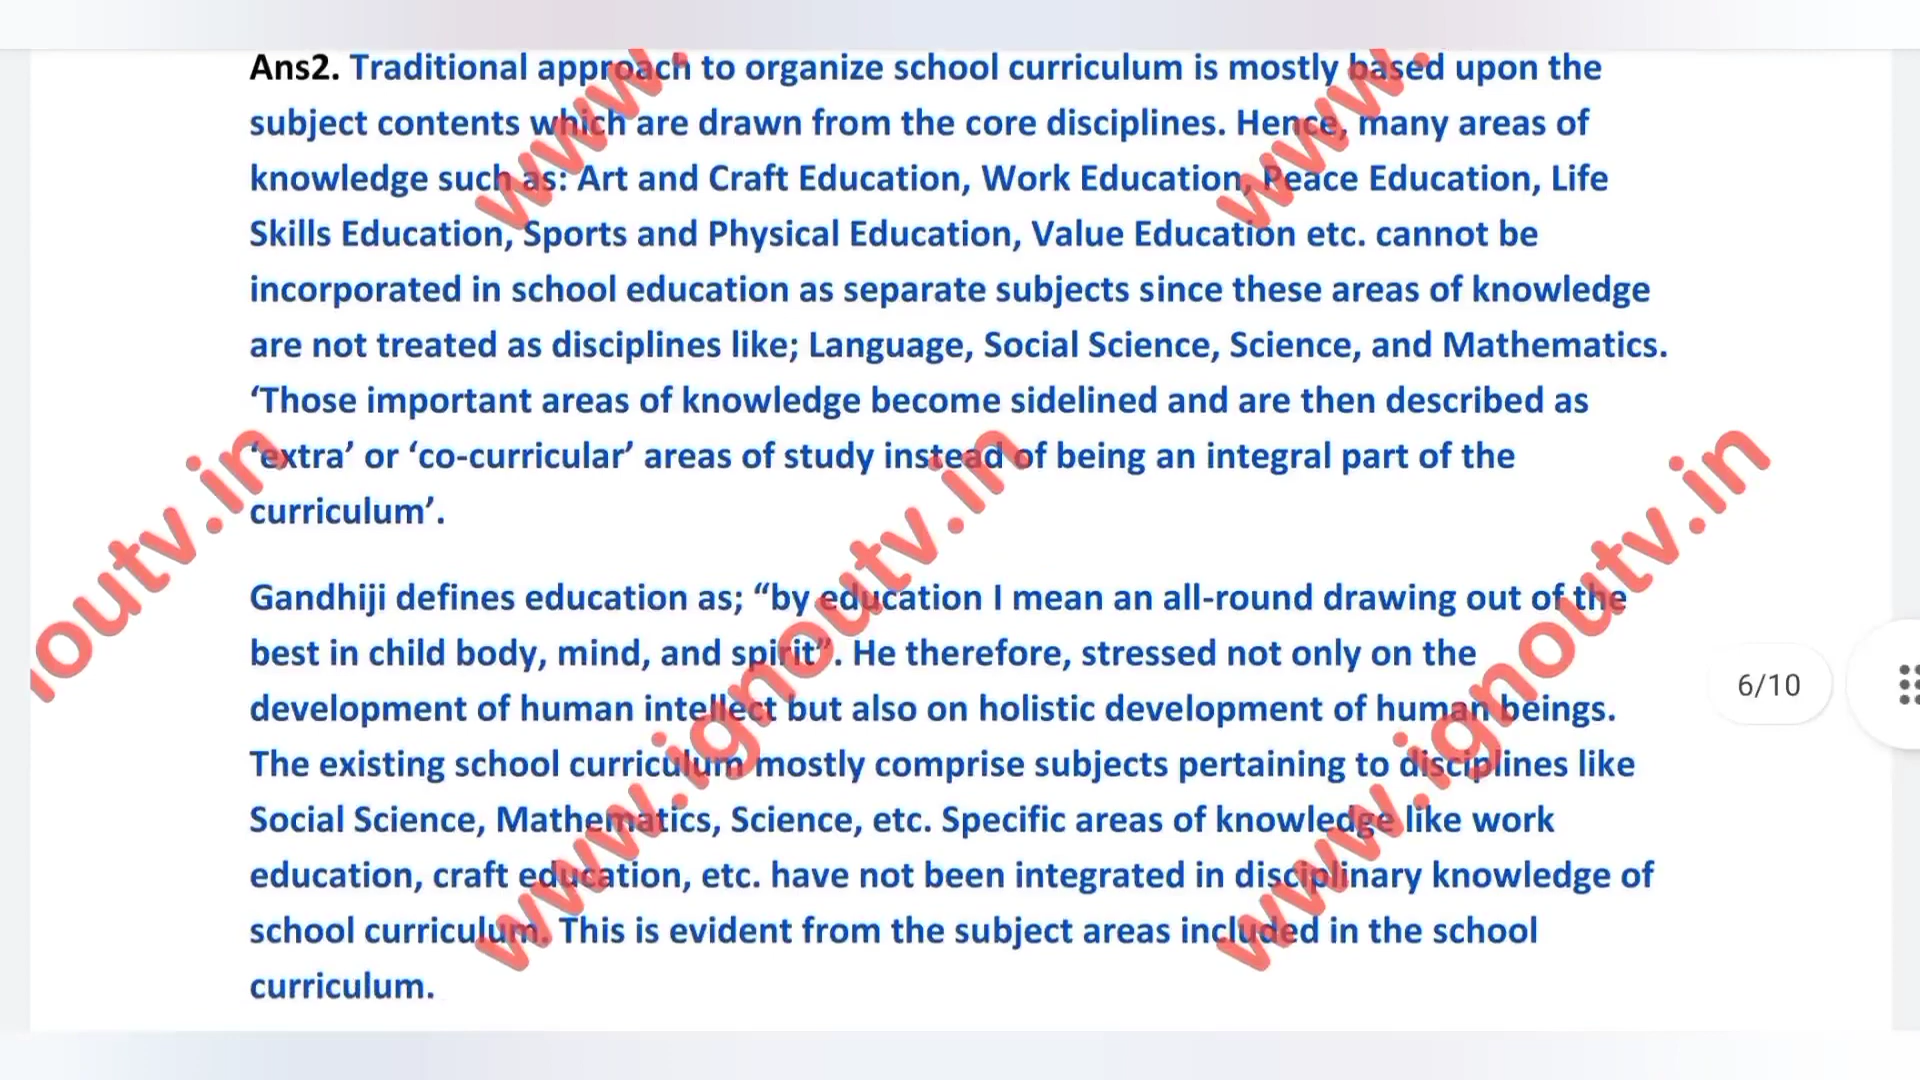 Ans2. Traditional approach to organize school curriculum is mostly based upon the
subject contents which are drawn from the core disciplines. Hence, many areas of
knowledge such as: Art and Craft Education, Work Education, Peace Education, Life
Skills Education, Sports and Physical Education, Value Education etc. cannot be
incorporated in school education as separate subjects since these areas of knowledge
are not treated as disciplines like; Language, Social Science, Science, and Mathematics.
‘Those important areas of knowledge become sidelined and are then described as
‘extra’ or ‘co-curricular’ areas of study instead of being an integral part of the
curriculum’.
Gandhiji defines education as; “by education I mean an all-round drawing out of the
best in child body, mind, and spirit”. He therefore, stressed not only on the
development of human intellect but also on holistic development of human beings.
The existing school curriculum mostly comprise subjects pertaining to disciplines like
Social Science, Mathematics, Science, etc. Specific areas of knowledge like work
education, craft education, etc. have not been integrated in disciplinary knowledge of
school curriculum. This is evident from the subject areas included in the school
curriculum.
6/10
www.
www.
noutv.in
www.ignoutv.in
www.ignoutv.in